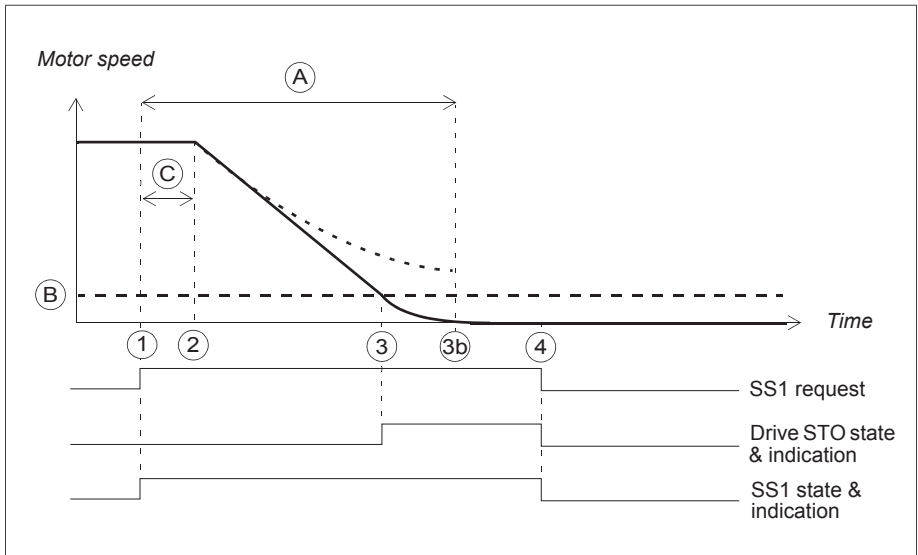 Motor speed
A
C
B
Time
1 2 3 3b 4
SS1 request
Drive STO state
& indication
SS1 state &
indication